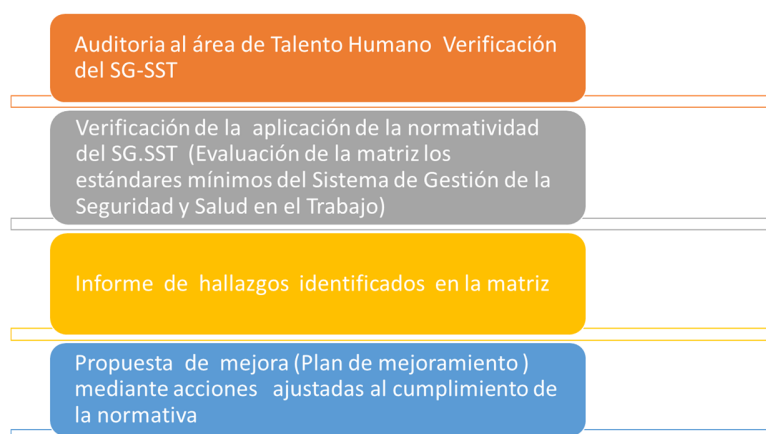 Auditoria al área de Talento Humano Verificación
del SG-SST
Verificación de la aplicación de la normatividad
del SG.SST (Evaluación de la matriz los
estándares mínimos del Sistema de Gestión de la
Seguridad y Salud en el Trabajo)
Informe de hallazgos identificados en la matriz
Propuesta de mejora (Plan de mejoramiento )
mediante acciones ajustadas al cumplimiento de
la normativa